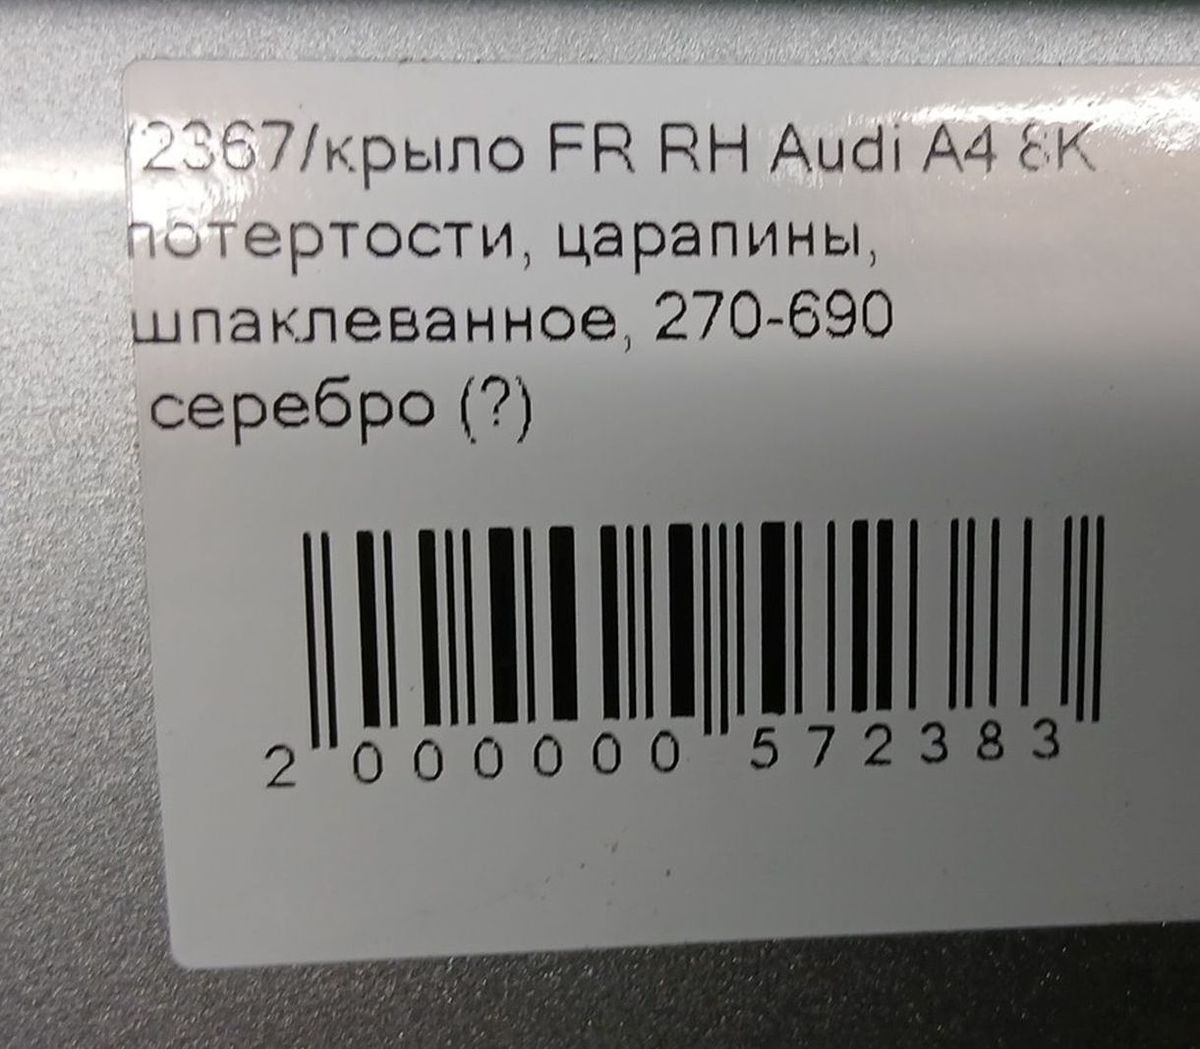 2367/крыло FR RH Audi A4 8K
потертости, царапины,
шпаклеванное, 270-690
серебро (?)
2 000000 572383